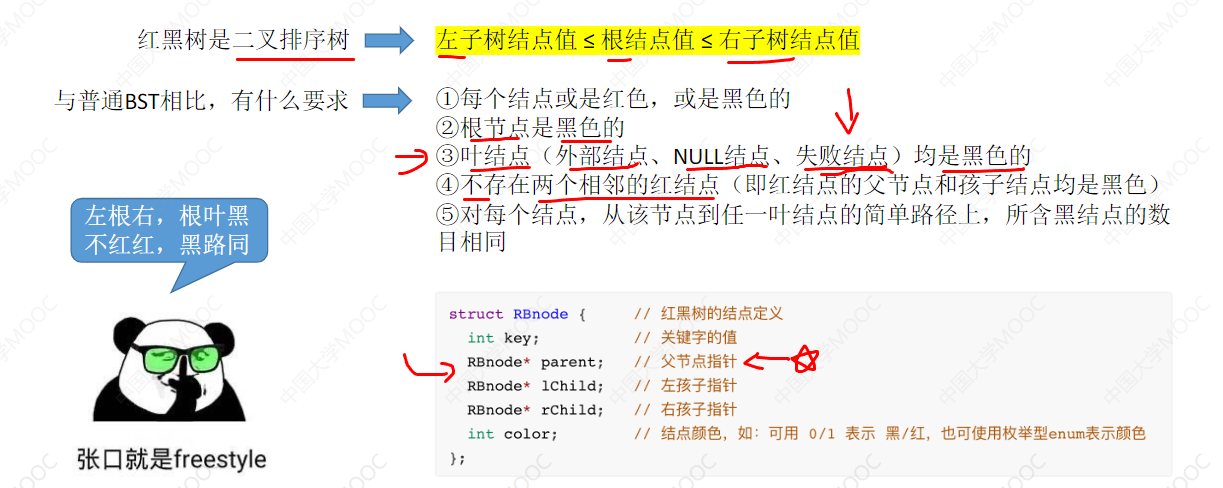 红黑树是二叉排序树
左子树结点值 ≤ 根结点值 ≤ 右子树结点值
与普通BST相比，有什么要求
①每个结点或是红色，或是黑色的
②根节点是黑色的
③叶结点（外部结点、NULL结点、失败结点）均是黑色的
④不存在两个相邻的红结点（即红结点的父节点和孩子结点均是黑色）
⑤对每个结点，从该节点到任一叶结点的简单路径上，所含黑结点的数
目相同
左根右，根叶黑
不红红，黑路同
struct RBnode { // 红黑树的结点定义
int key; // 关键字的值
RBnode* parent; // 父节点指针
RBnode* lChild; // 左孩子指针
RBnode* rChild; // 右孩子指针
int color; // 结点颜色，如：可用 0/1 表示 黑/红，也可使用枚举型enum表示颜色
};
张口就是freestyle
中国大学MOOC